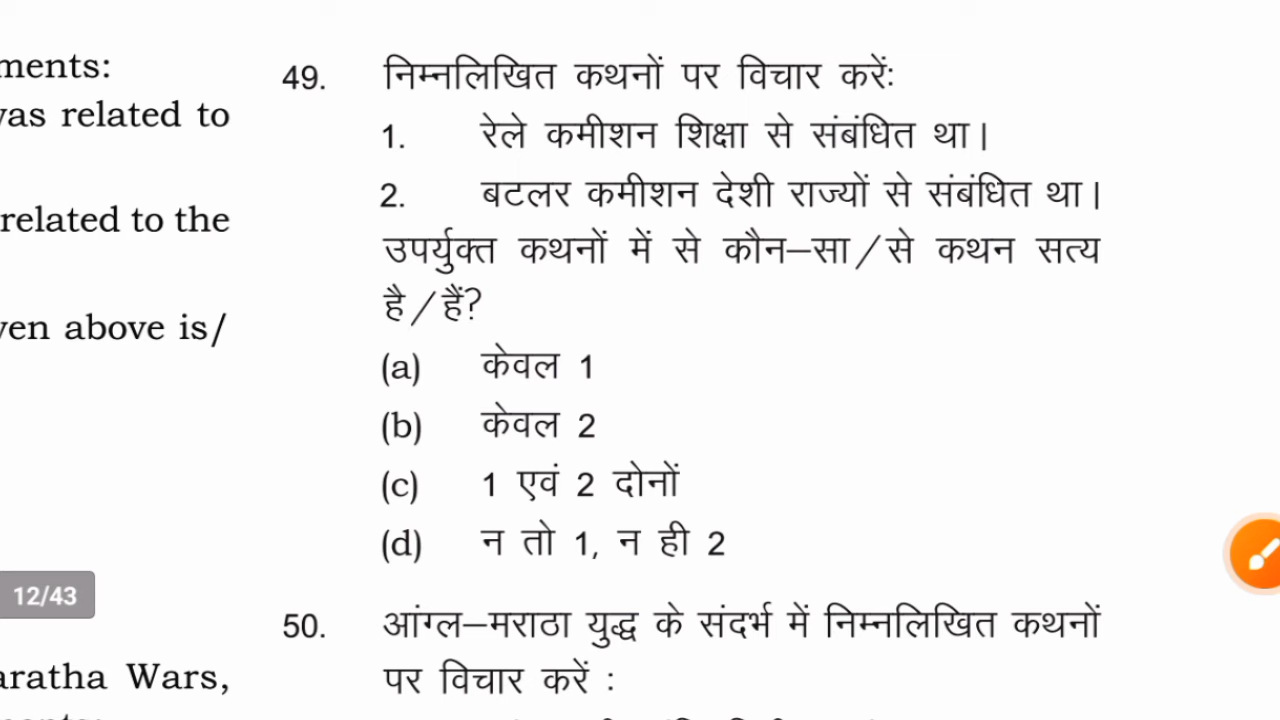 ments:
was related to
related to the
ven above is/
12/43
aratha Wars,
49. निम्नलिखित कथनों पर विचार करेंः
1. रेले कमीशन शिक्षा से संबंधित था।
2. बटलर कमीशन देशी राज्यों से संबंधित था।
उपर्युक्त कथनों में से कौन–सा/से कथन सत्य
है/हैं?
(a) केवल 1
(b) केवल 2
(c) 1 एवं 2 दोनों
(d) न तो 1, न ही 2
50. आंग्ल–मराठा युद्ध के संदर्भ में निम्नलिखित कथनों
पर विचार करें :